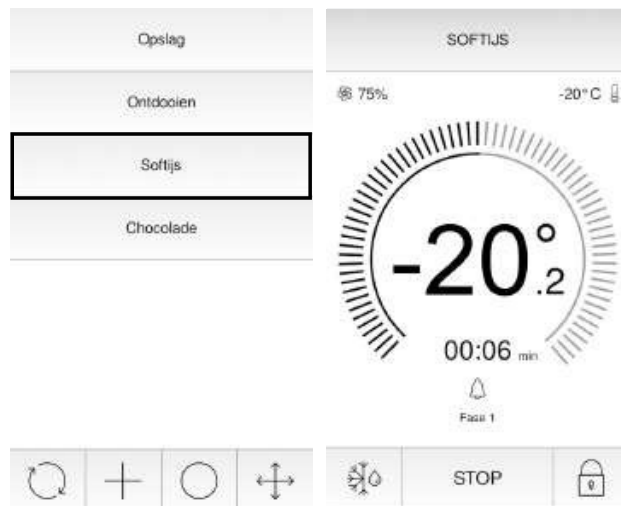 Opslag
Ontdooien
Softijs
Chocolade
SOFTIJS
75%
-20°C
-20°.2
00:06 min
Fase 1
STOP